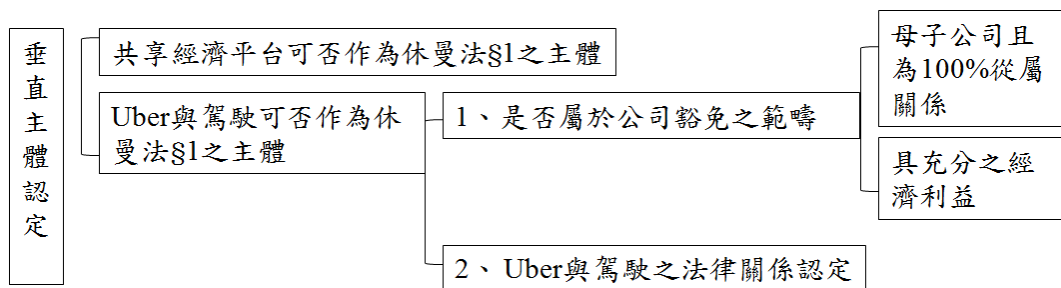 垂直主體認定
共享經濟平台可否作為休曼法§1之主體
Uber與駕駛可否作為休
曼法§1之主體
1、是否屬於公司豁免之範疇
母子公司且
為100%從屬
關係
具充分之經
濟利益
2、Uber與駕駛之法律關係認定